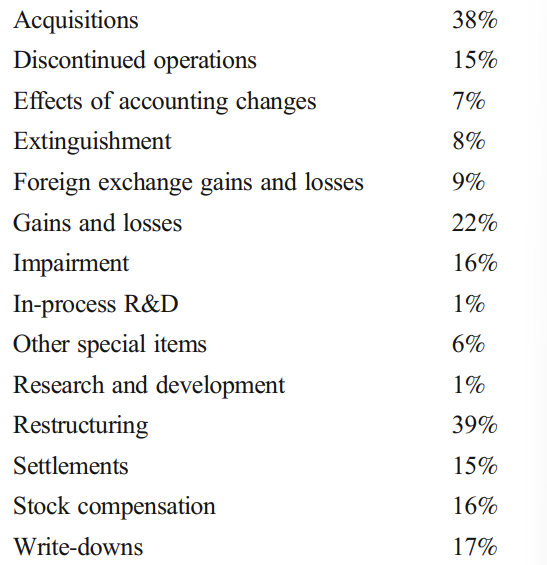 Acquisitions 38%
Discontinued operations 15%
Effects of accounting changes 7%
Extinguishment 8%
Foreign exchange gains and losses 9%
Gains and losses 22%
Impairment 16%
In-process R&D 1%
Other special items 6%
Research and development 1%
Restructuring 39%
Settlements 15%
Stock compensation 16%
Write-downs 17%